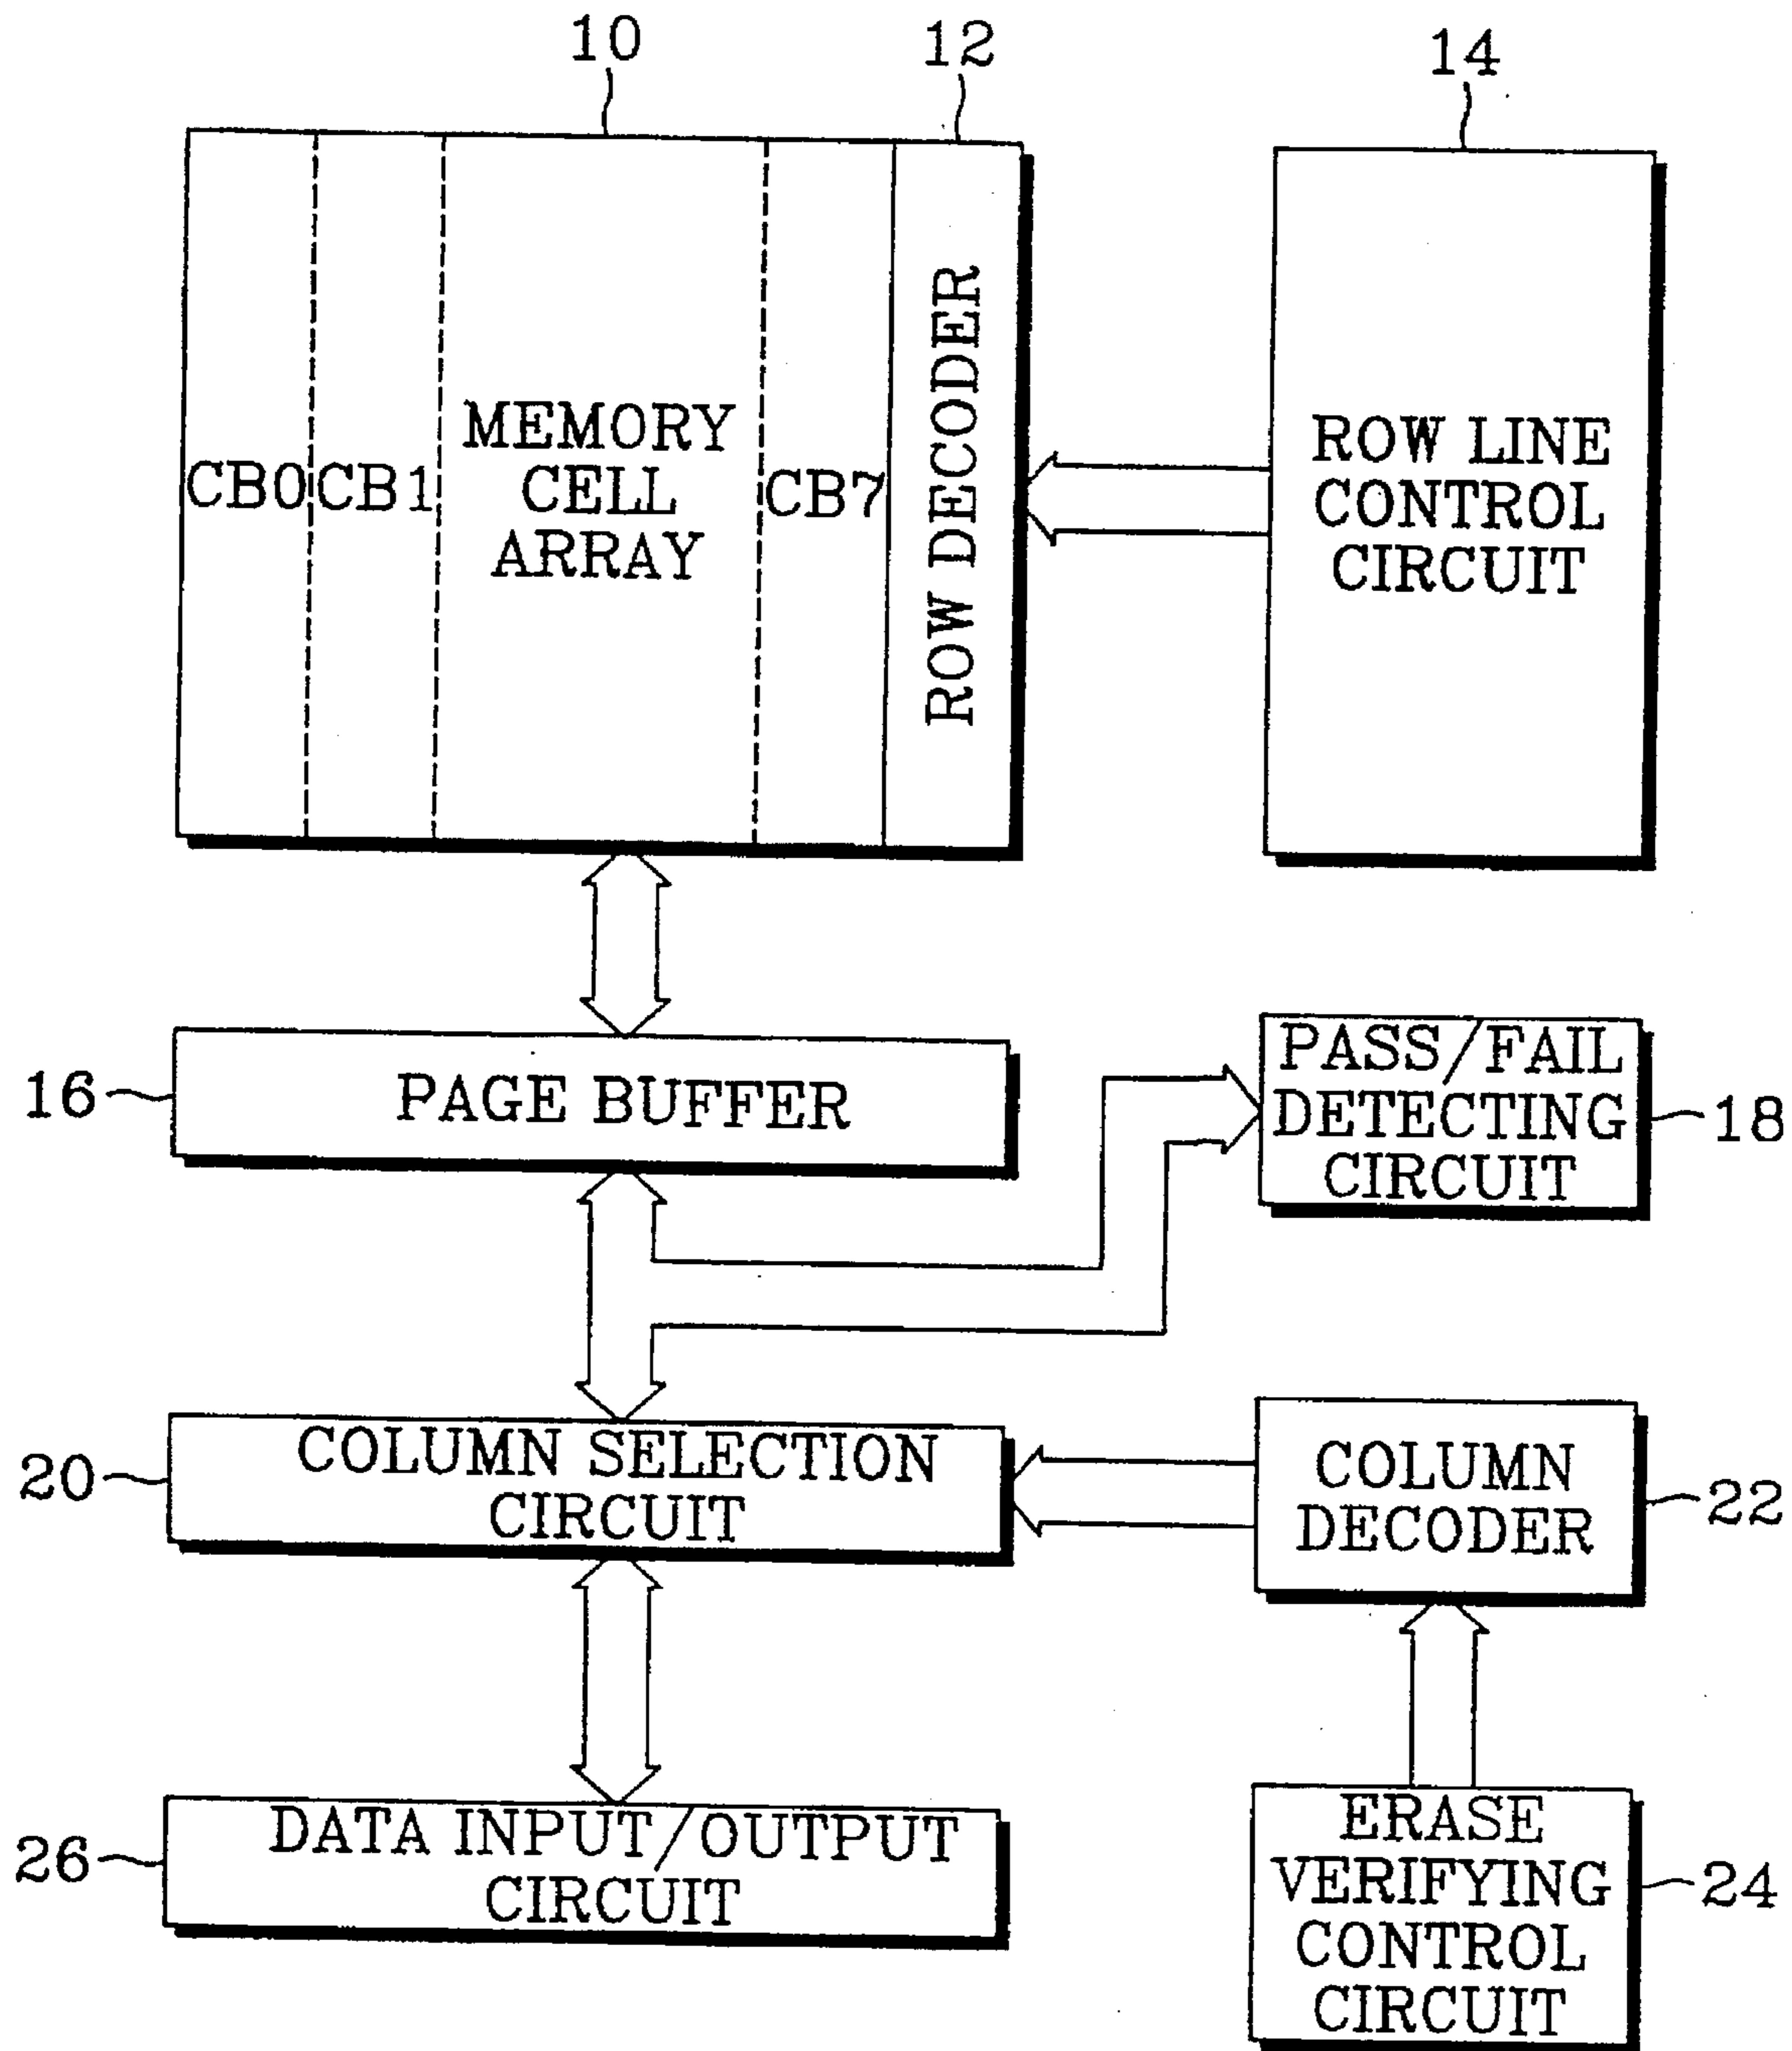 10
12
14
CB0
CB1
MEMORY
CELL
ARRAY
CB7
ROW DECODER
ROW LINE
CONTROL
CIRCUIT
16
PAGE BUFFER
PASS/FAIL
DETECTING
CIRCUIT
18
20
COLUMN SELECTION
CIRCUIT
COLUMN
DECODER
22
26
DATA INPUT/OUTPUT
CIRCUIT
ERASE
VERIFYING
CONTROL
CIRCUIT
24